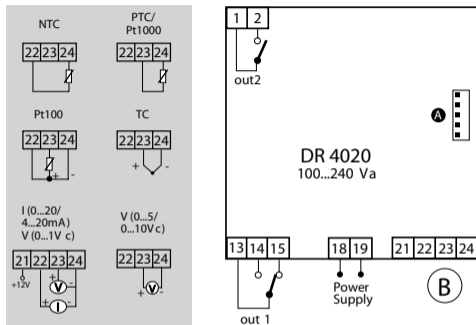 NTC
22 23 24
PTC/
Pt1000
22 23 24
Pt100
22 23 24
+ -
TC
22 23 24
+ -
I (0...20/
4...20mA)
V (0...1V c)
21 22 23 24
+12V
+ V -
+ I -
V (0...5/
0...10V c)
22 23 24
+ V -
1 2
out2
A
DR 4020
100...240 Va
13 14 15
18 19
21 22 23 24
Power
Supply
B
out 1